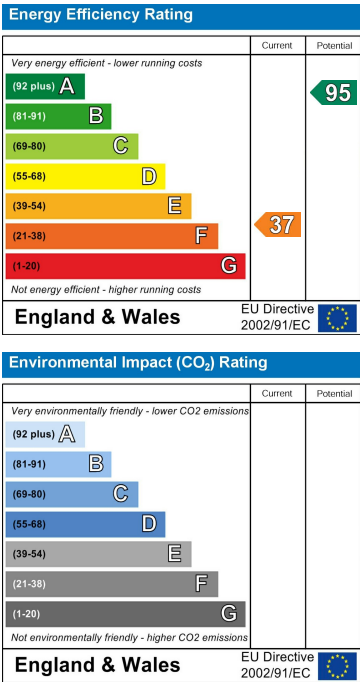 Energy Efficiency Rating
Current Potential
Very energy efficient - lower running costs
(92 plus) A
95
(81-91) B
(69-80) C
(55-68) D
(39-54) E
(21-38) F
37
(1-20) G
Not energy efficient - higher running costs
England & Wales
EU Directive
2002/91/EC
Environmental Impact (CO₂) Rating
Current Potential
Very environmentally friendly - lower CO2 emissions
(92 plus) A
(81-91) B
(69-80) C
(55-68) D
(39-54) E
(21-38) F
(1-20) G
Not environmentally friendly - higher CO2 emissions
England & Wales
EU Directive
2002/91/EC